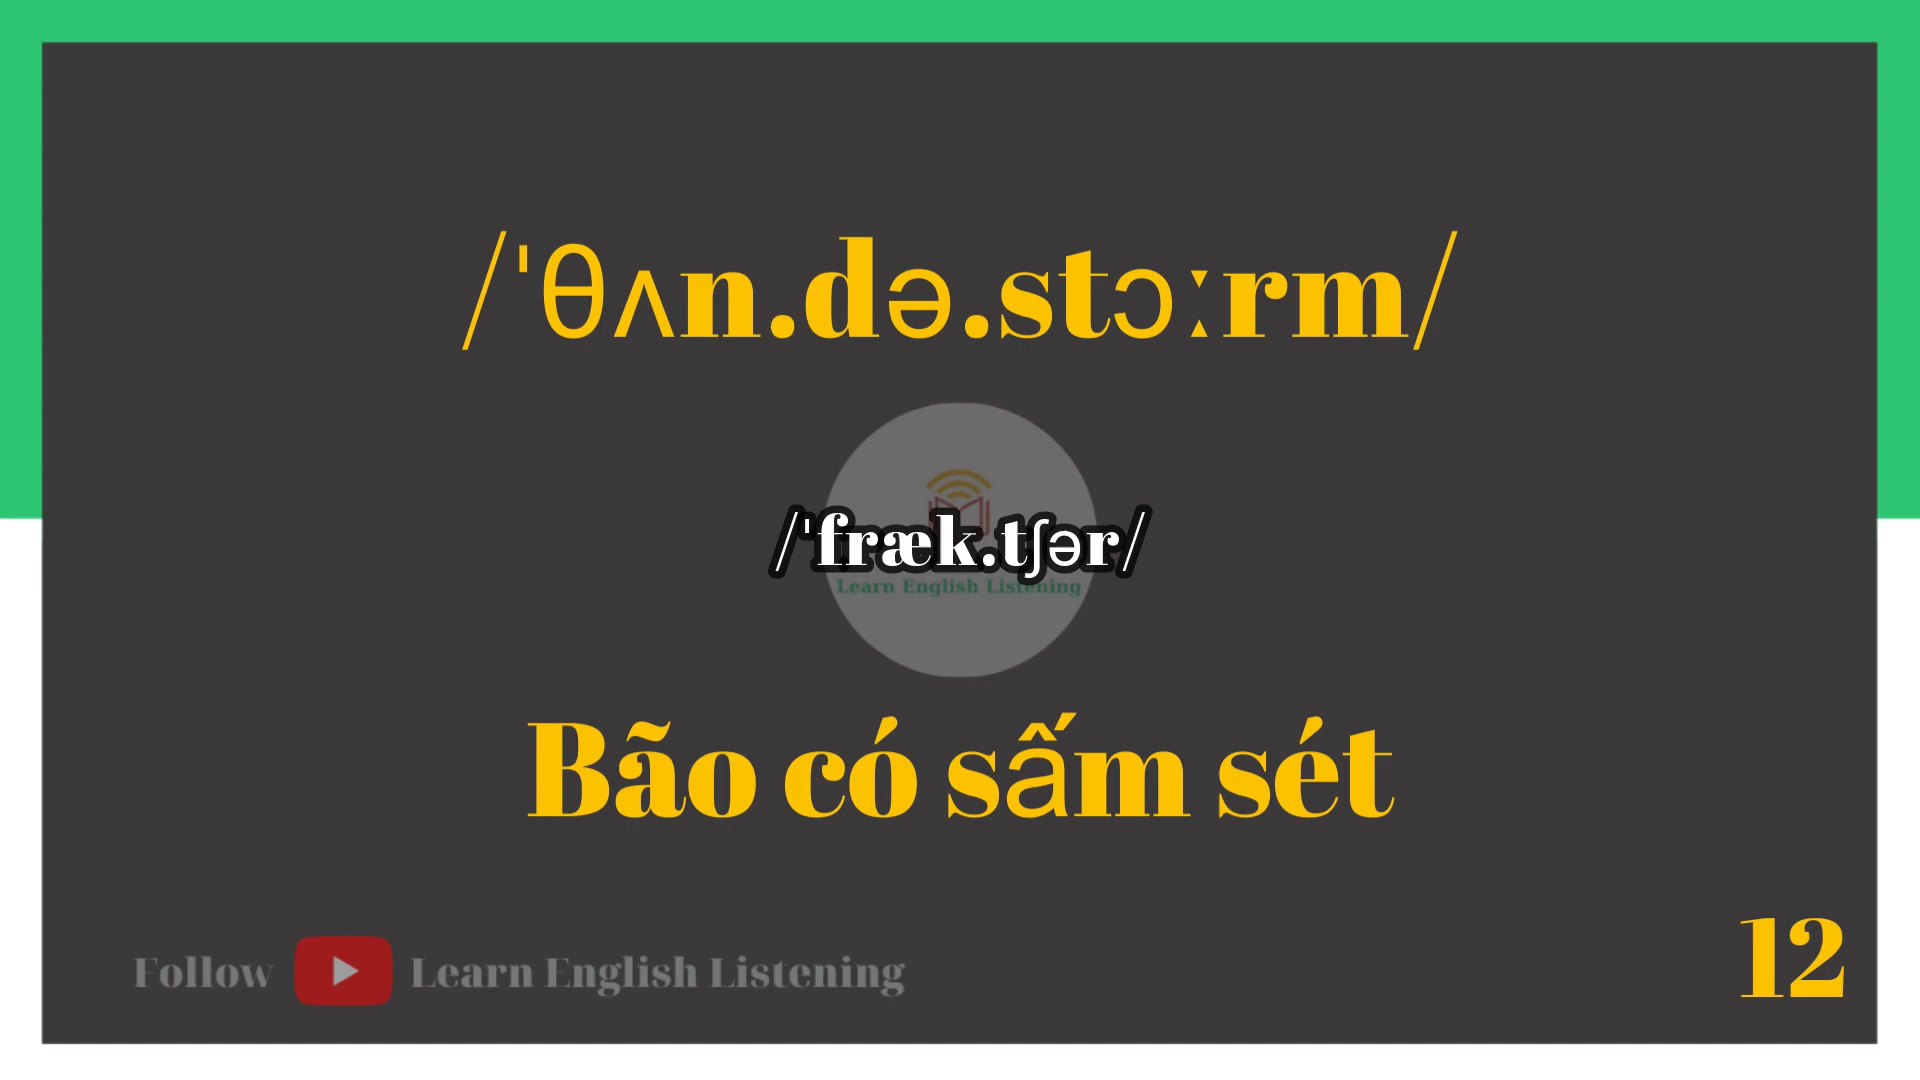 /ˈθʌn.də.stɔːrm/
/ˈfræk.tʃər/
Learn English Listening
Bão có sấm sét
Follow Learn English Listening
12